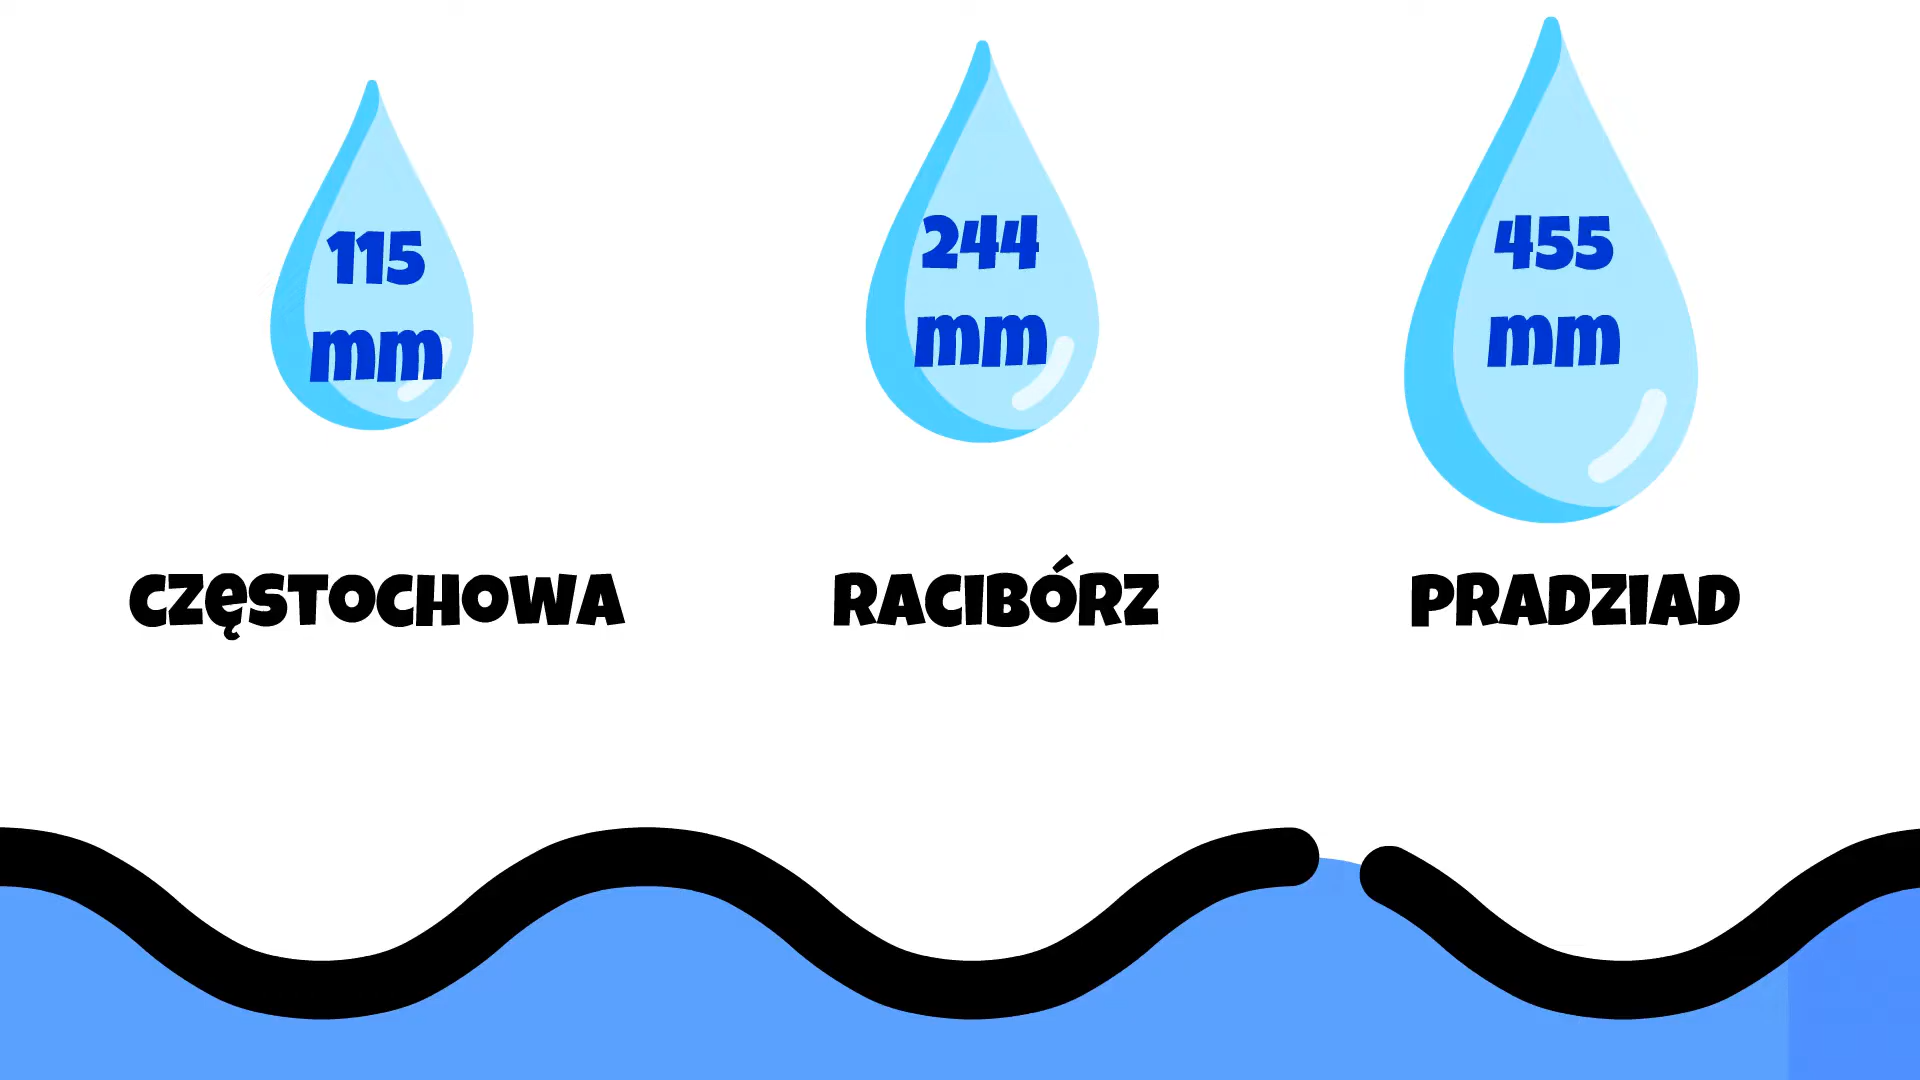 115
mm
244
mm
455
mm
CZĘSTOCHOWA
RACIBÓRZ
PRADZIAD